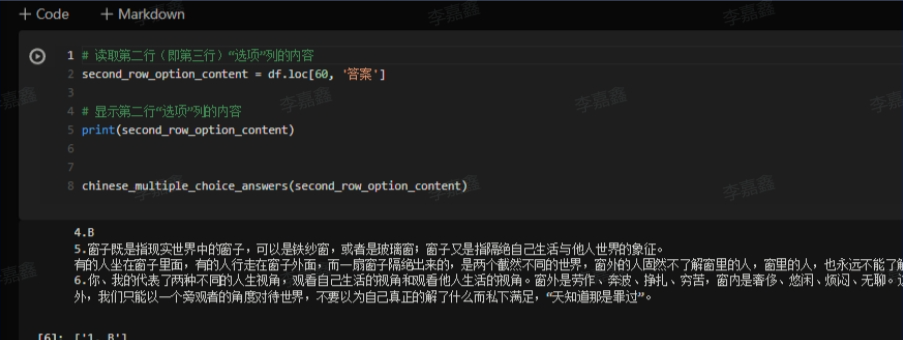 + Code + Markdown
1 # 读取第二行(即第三行)“选项”列的内容
2 second_row_option_content = df.loc[60, '答案']
3
4 # 显示第二行“选项”列的内容
5 print(second_row_option_content)
6
7
8 chinese_multiple_choice_answers(second_row_option_content)
4.B
5.窗子既是指现实世界中的窗子，可以是铁纱窗，或者是玻璃窗；窗子又是指隔绝自己生活与他人世界的象征。
有的人坐在窗子里面，有的人行走在窗子外面，而一扇窗子隔绝出来的，是两个截然不同的世界，窗外的人固然不了解窗里的人，窗里的人，也永远不能了解
6.你、我的代表了两种不同的人生视角，观看自己生活的视角和观看他人生活的视角。窗外是劳作、奔波、挣扎、穷苦，窗内是奢侈、悠闲、烦闷、无聊。
外，我们只能以一个旁观者的角度对待世界，不要以为自己真正的解了什么而私下满足，“天知道那是罪过”。
[6]: ['1. B']
李嘉鑫
李嘉鑫
李嘉鑫
李嘉鑫
李嘉鑫
李嘉鑫
李嘉鑫